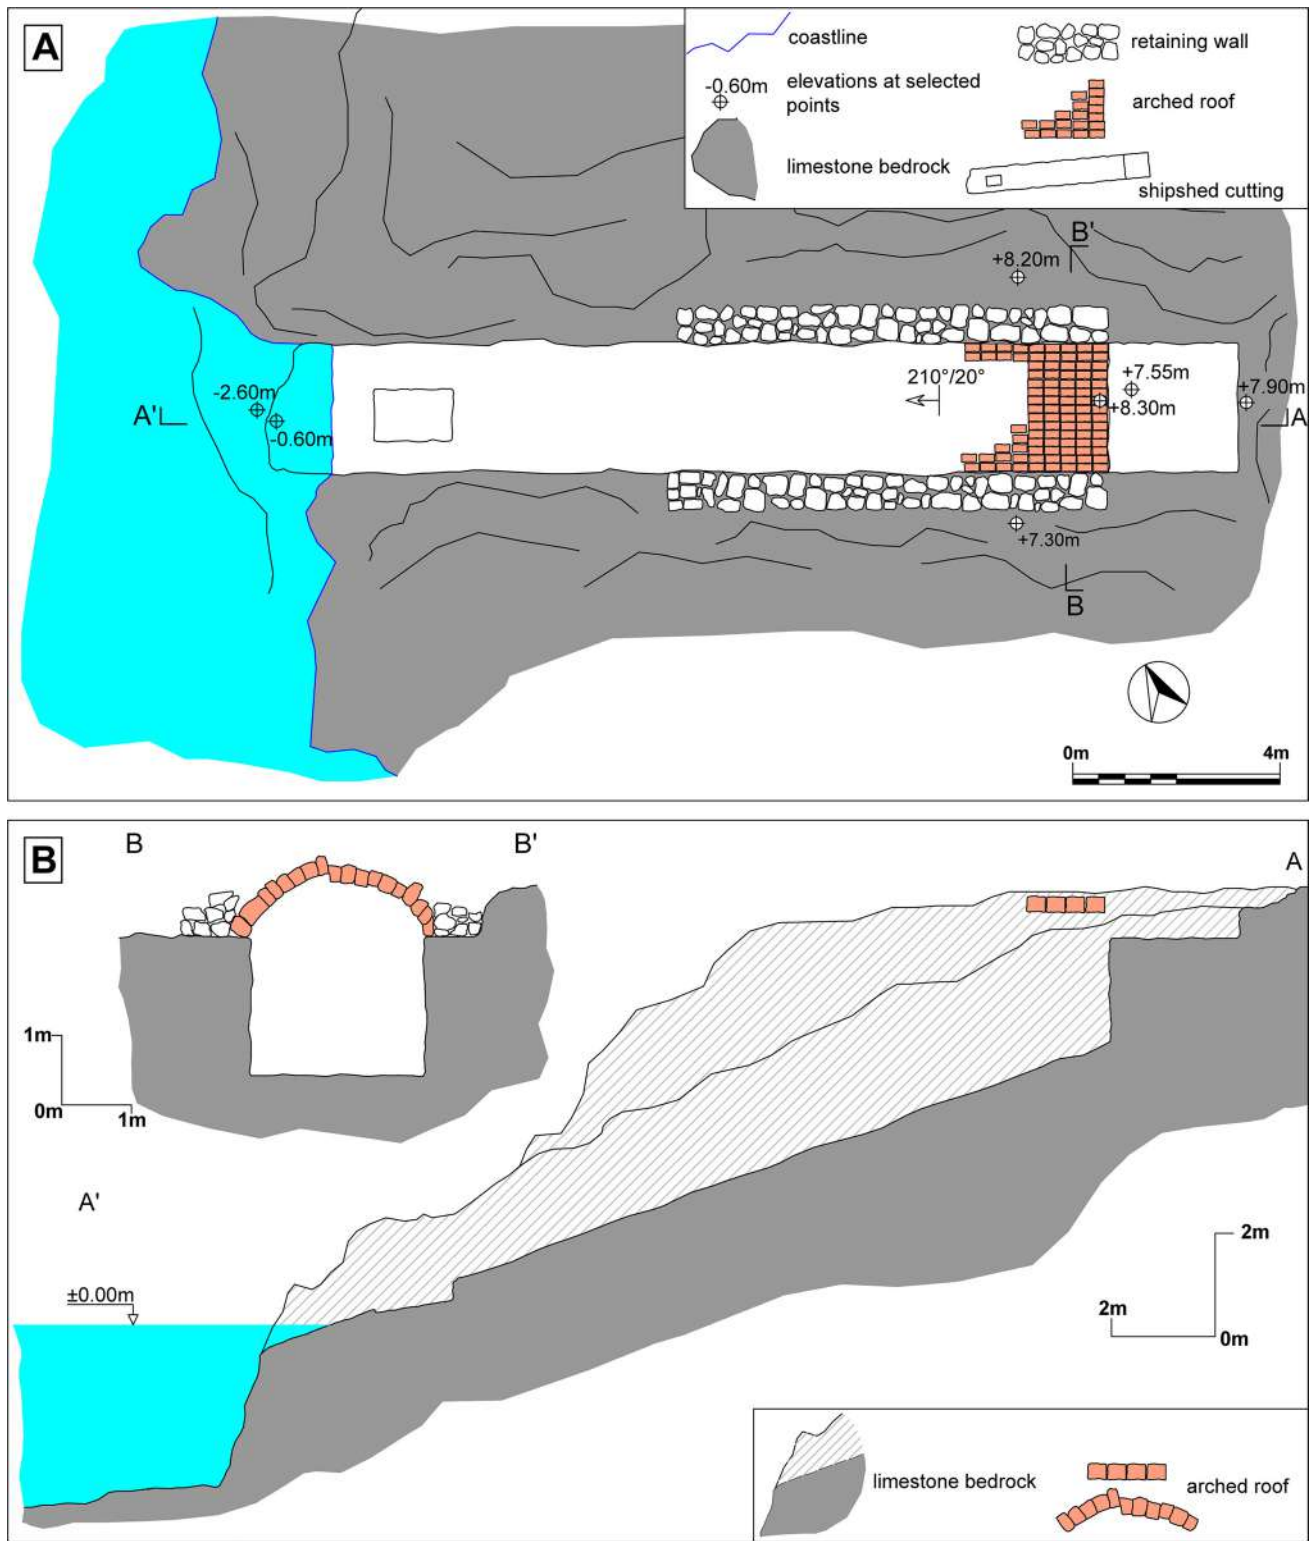 A
coastline
retaining wall
-0.60m
elevations at selected
points
arched roof
limestone bedrock
shipshed cutting
B'
+8.20m
210°/20°
+7.55m
+7.90m
+8.30m
-2.60m
A'
-0.60m
A
+7.30m
B
0m
4m
B
B
B'
A
1m
0m
1m
A'
±0.00m
2m
2m
0m
limestone bedrock
arched roof